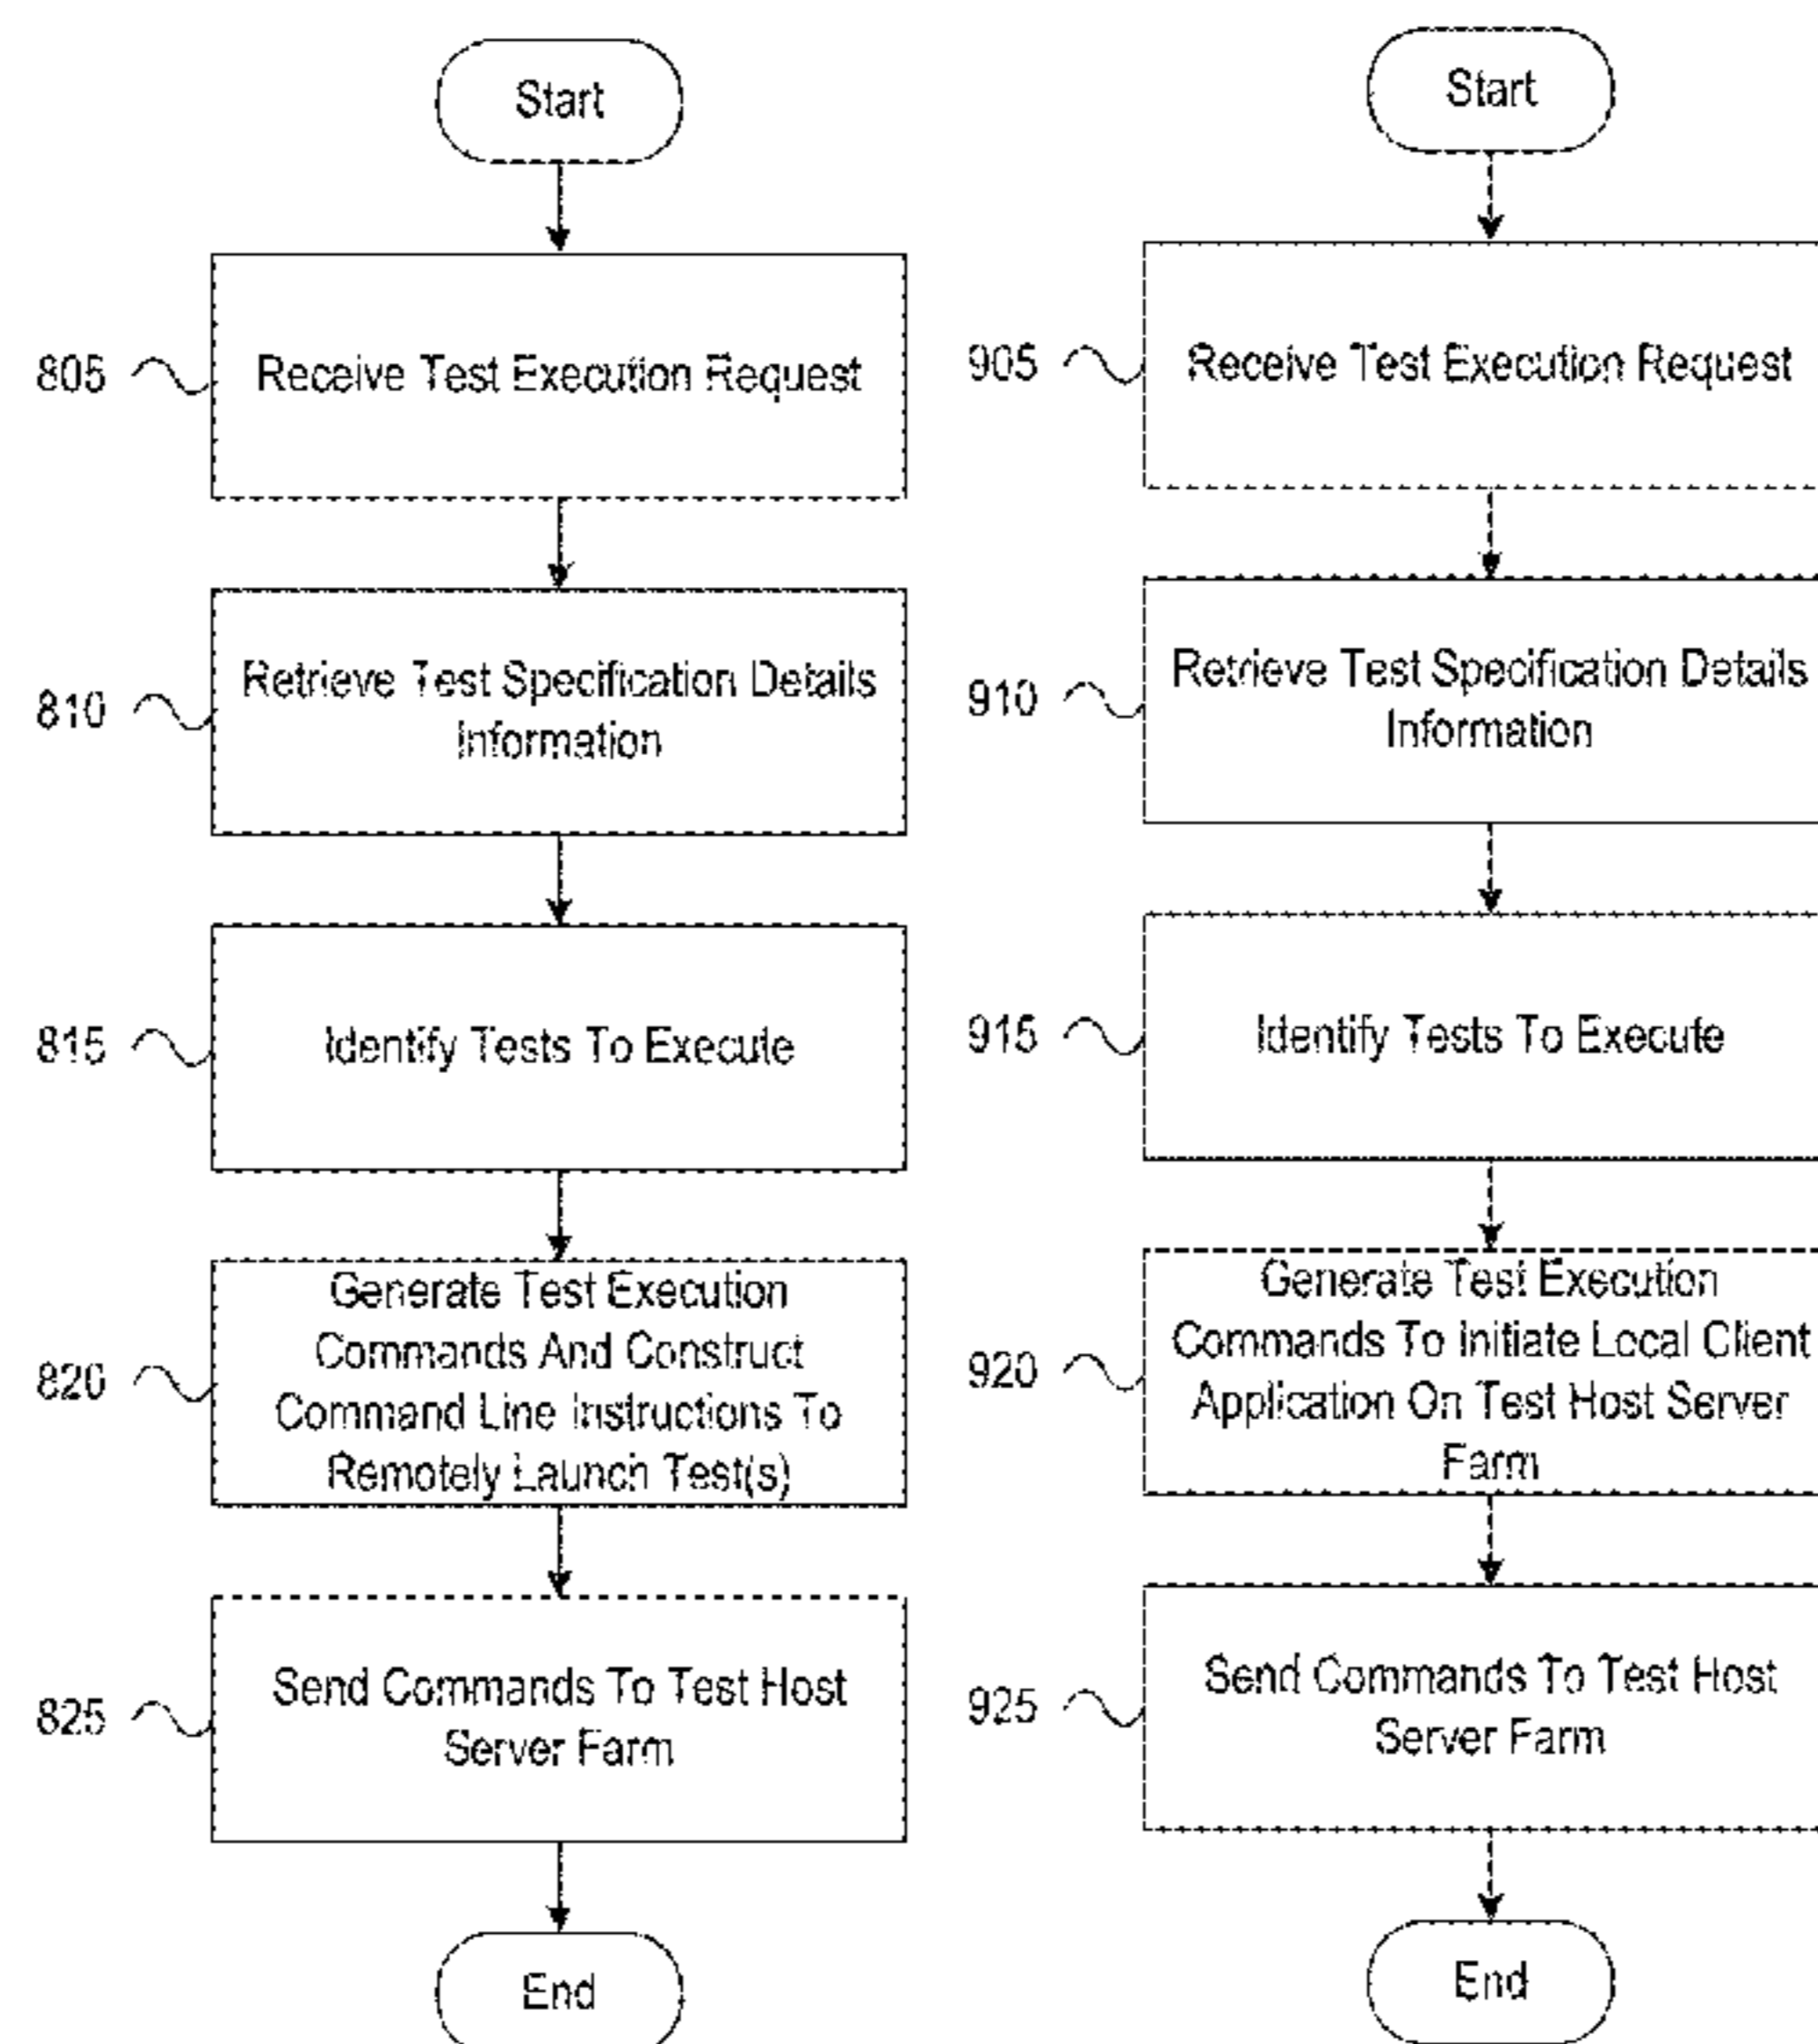 Start
805
Receive Test Execution Request
810
Retrieve Test Specification Details
Information
815
Identify Tests To Execute
820
Generate Test Execution
Commands And Construct
Command Line Instructions To
Remotely Launch Test(s)
825
Send Commands To Test Host
Server Farm
End
Start
905
Receive Test Execution Request
910
Retrieve Test Specification Details
Information
915
Identify Tests To Execute
920
Generate Test Execution
Commands To Initiate Local Client
Application On Test Host Server
Farm
925
Send Commands To Test Host
Server Farm
End